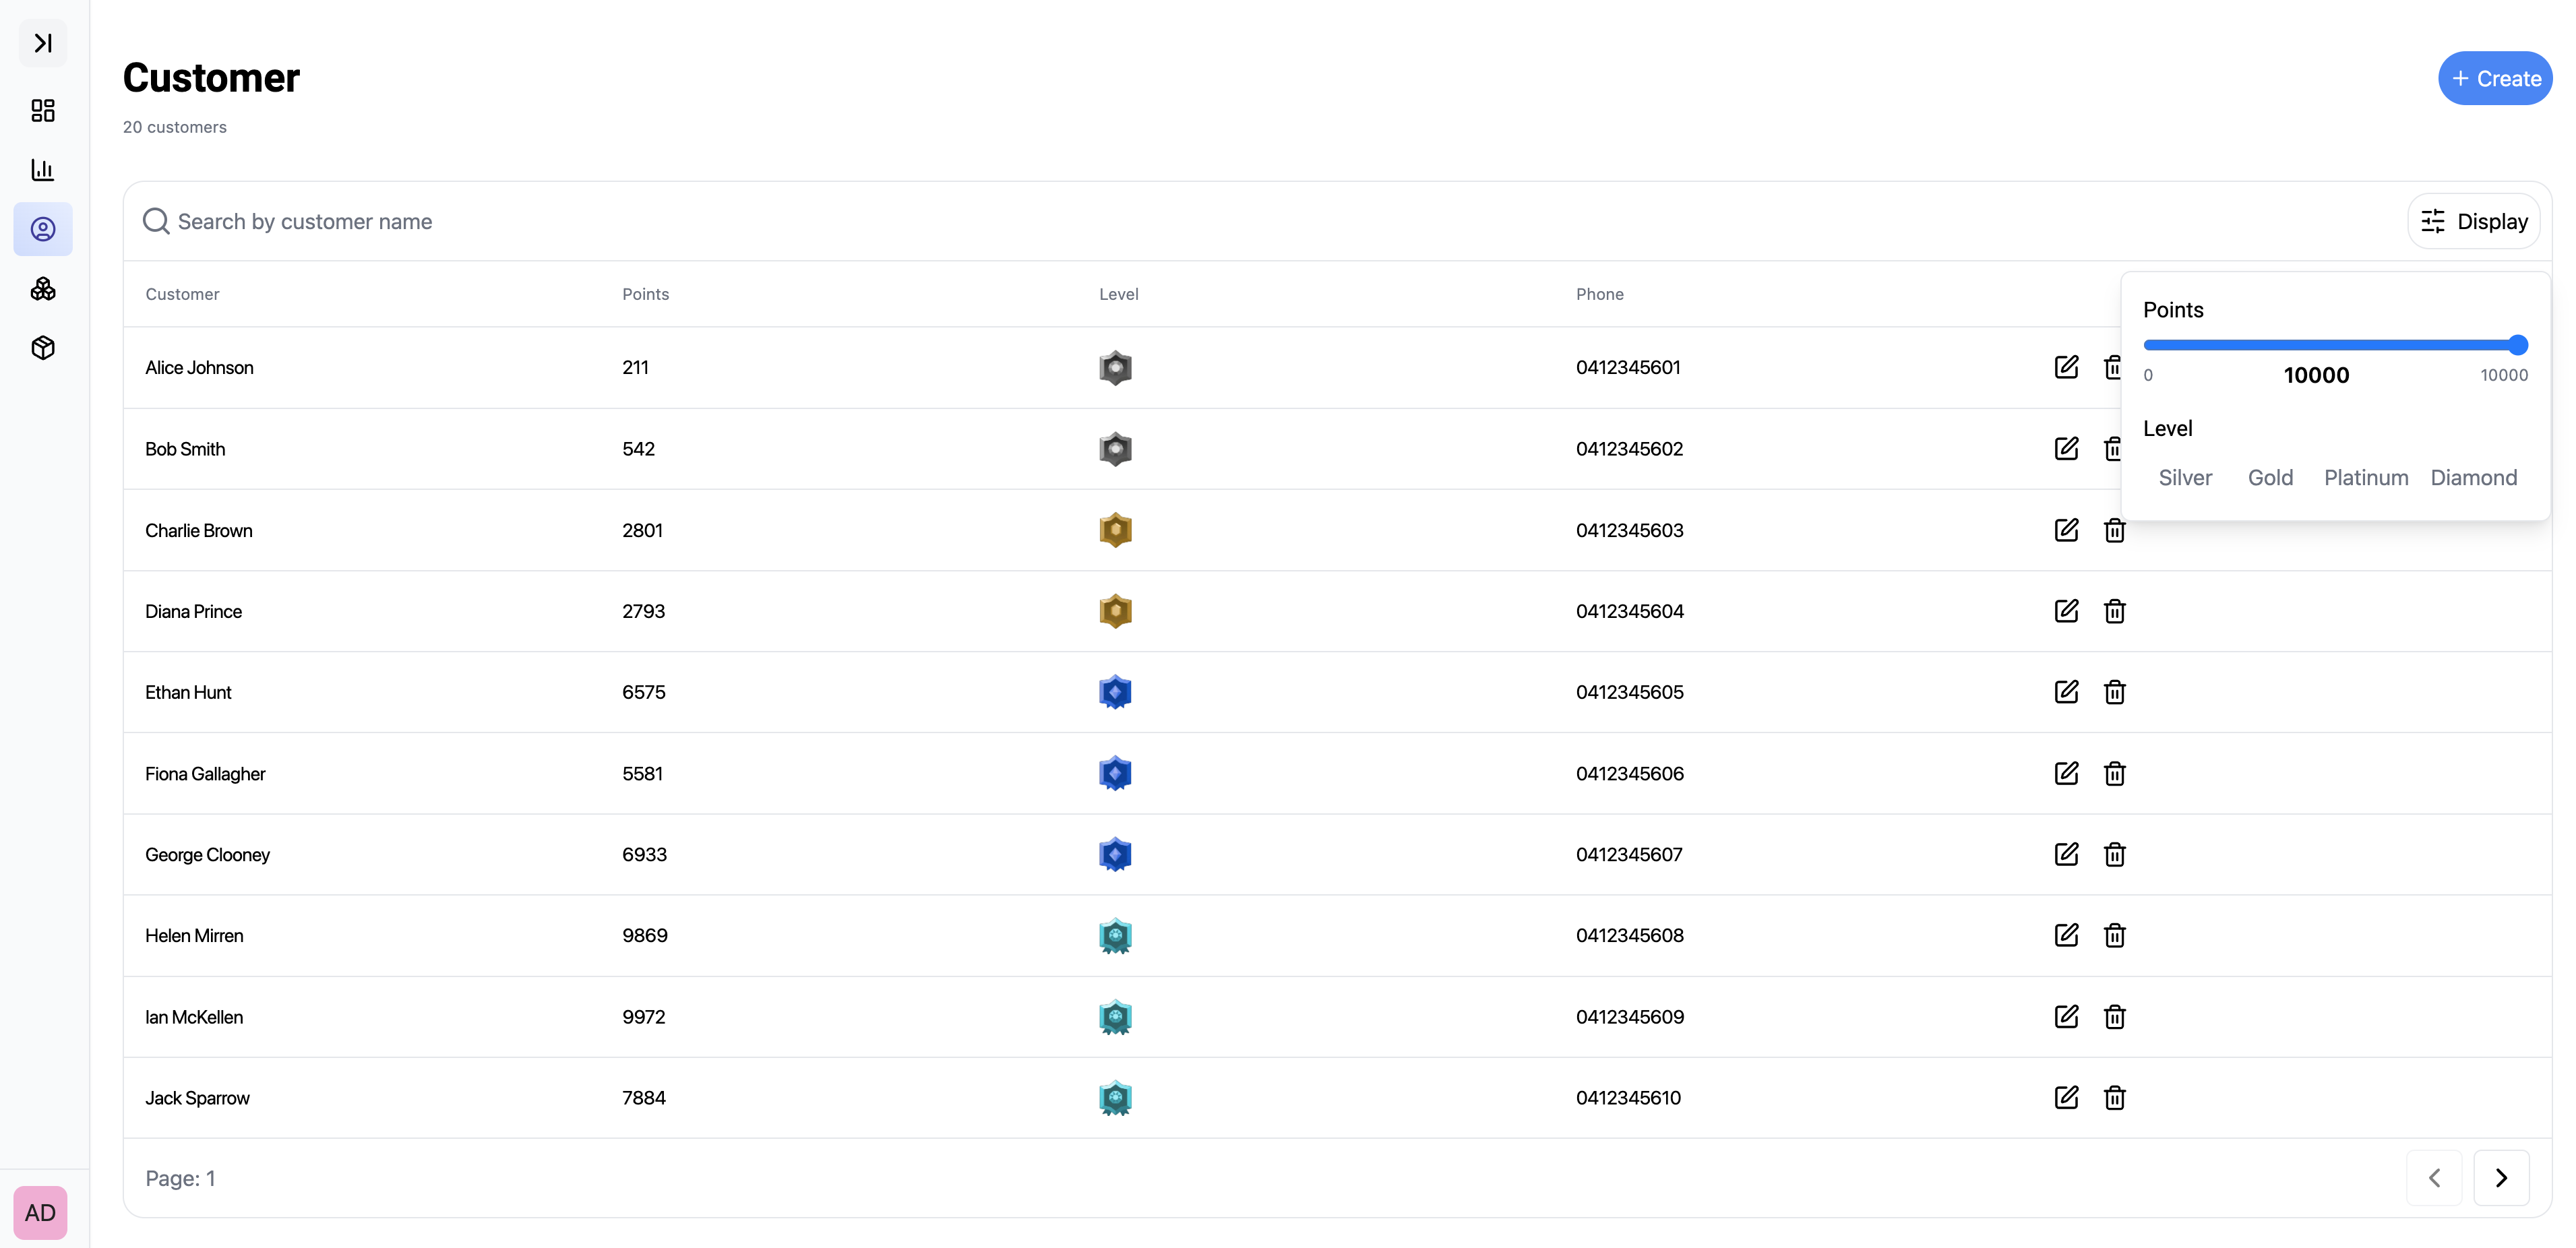 Customer
+ Create
20 customers
Search by customer name
Display
Customer Points Level Phone
Points
0 10000 10000
Level
Silver Gold Platinum Diamond
Alice Johnson 211 0412345601
Bob Smith 542 0412345602
Charlie Brown 2801 0412345603
Diana Prince 2793 0412345604
Ethan Hunt 6575 0412345605
Fiona Gallagher 5581 0412345606
George Clooney 6933 0412345607
Helen Mirren 9869 0412345608
Ian McKellen 9972 0412345609
Jack Sparrow 7884 0412345610
Page: 1
AD